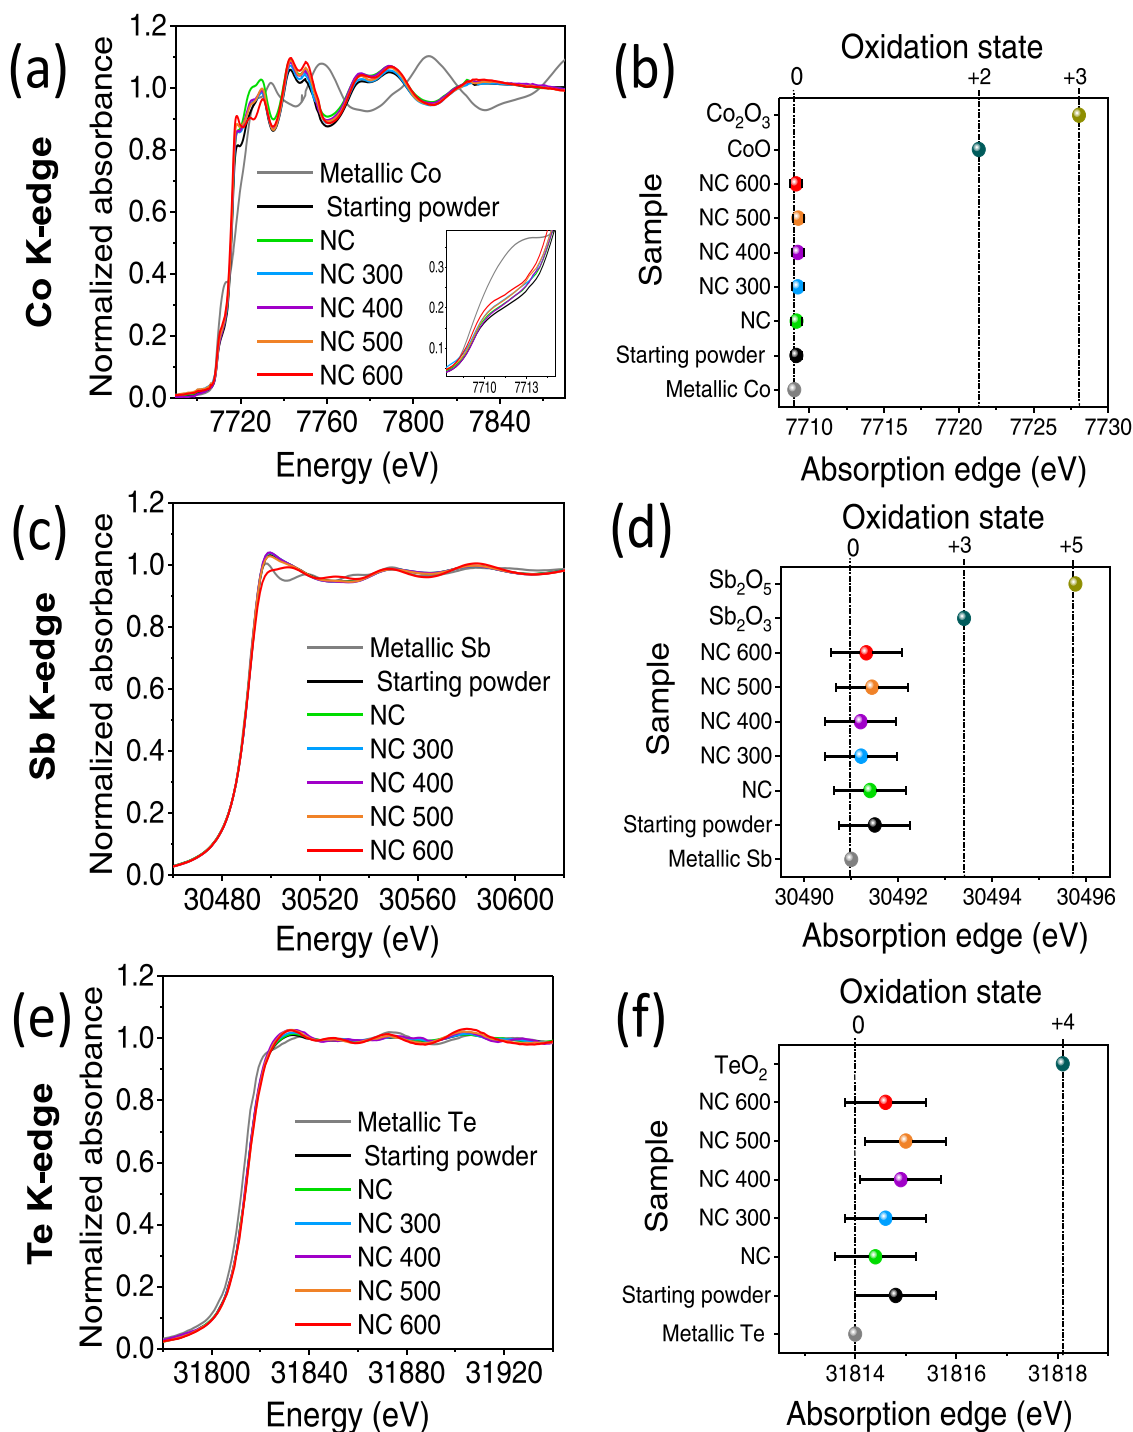 (a)
Co K-edge
Normalized absorbance
1.2
1.0
0.8
0.6
0.4
0.2
0.0
Metallic Co
Starting powder
NC
NC 300
NC 400
NC 500
NC 600
0.3
0.2
0.1
7710 7713
7720 7760 7800 7840
Energy (eV)
(b)
Oxidation state
0 +2 +3
Sample
Co2O3
CoO
NC 600
NC 500
NC 400
NC 300
NC
Starting powder
Metallic Co
7710 7715 7720 7725 7730
Absorption edge (eV)
(c)
Sb K-edge
Normalized absorbance
1.2
1.0
0.8
0.6
0.4
0.2
0.0
Metallic Sb
Starting powder
NC
NC 300
NC 400
NC 500
NC 600
30480 30520 30560 30600
Energy (eV)
(d)
Oxidation state
0 +3 +5
Sample
Sb2O5
Sb2O3
NC 600
NC 500
NC 400
NC 300
NC
Starting powder
Metallic Sb
30490 30492 30494 30496
Absorption edge (eV)
(e)
Te K-edge
Normalized absorbance
1.2
1.0
0.8
0.6
0.4
0.2
0.0
Metallic Te
Starting powder
NC
NC 300
NC 400
NC 500
NC 600
31800 31840 31880 31920
Energy (eV)
(f)
Oxidation state
0 +4
Sample
TeO2
NC 600
NC 500
NC 400
NC 300
NC
Starting powder
Metallic Te
31814 31816 31818
Absorption edge (eV)